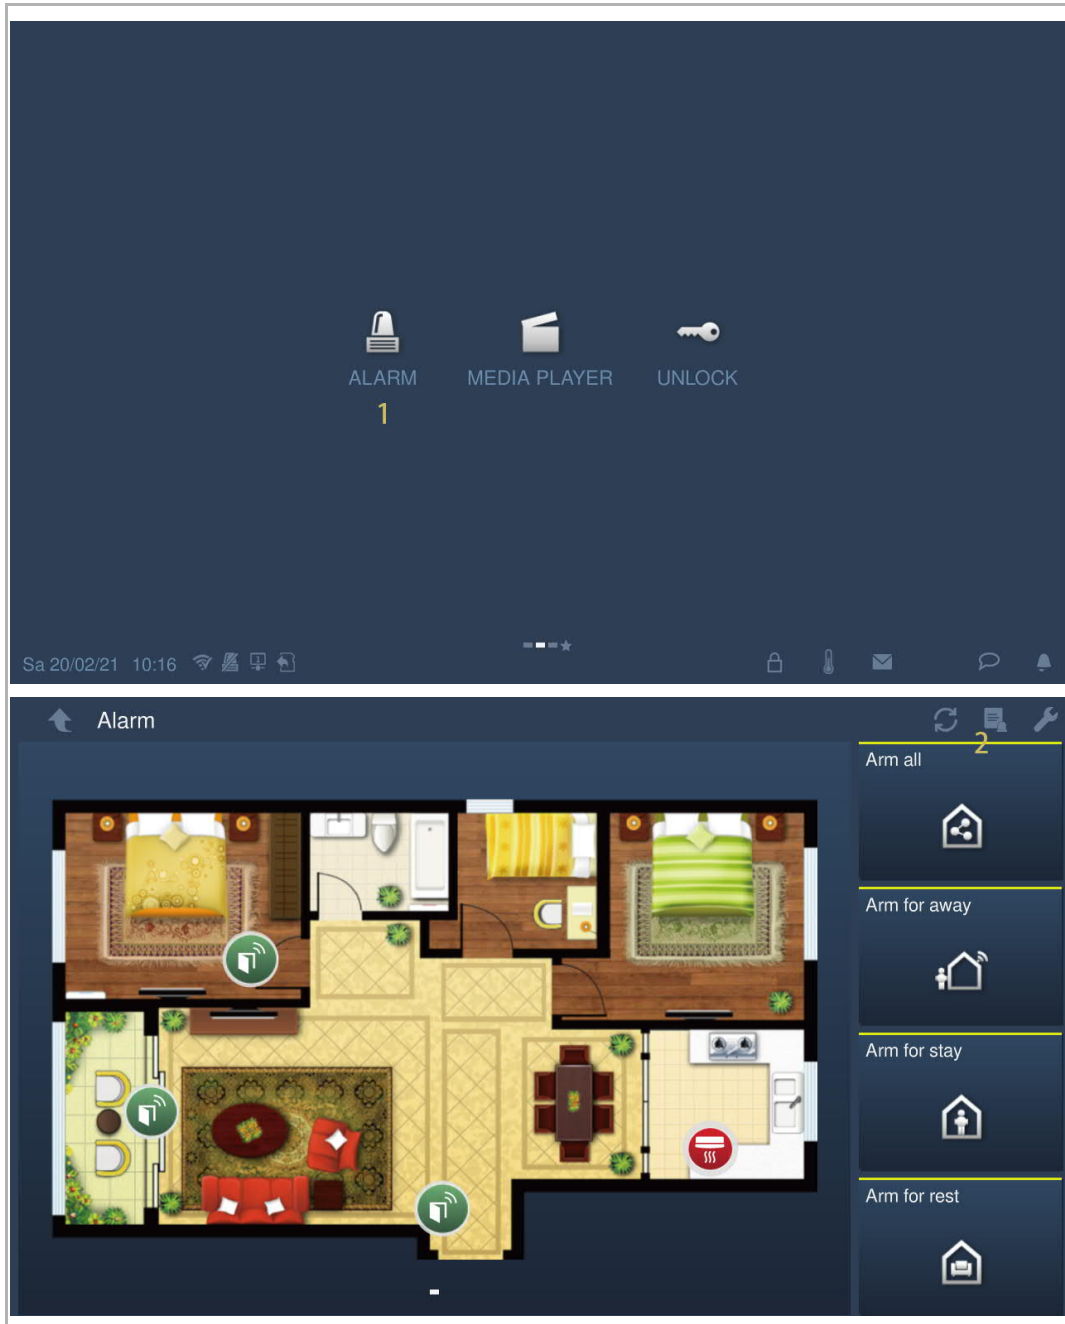 ALARM MEDIA PLAYER UNLOCK
1
Sa 20/02/21 10:16
Alarm
2
Arm all
Arm for away
Arm for stay
Arm for rest